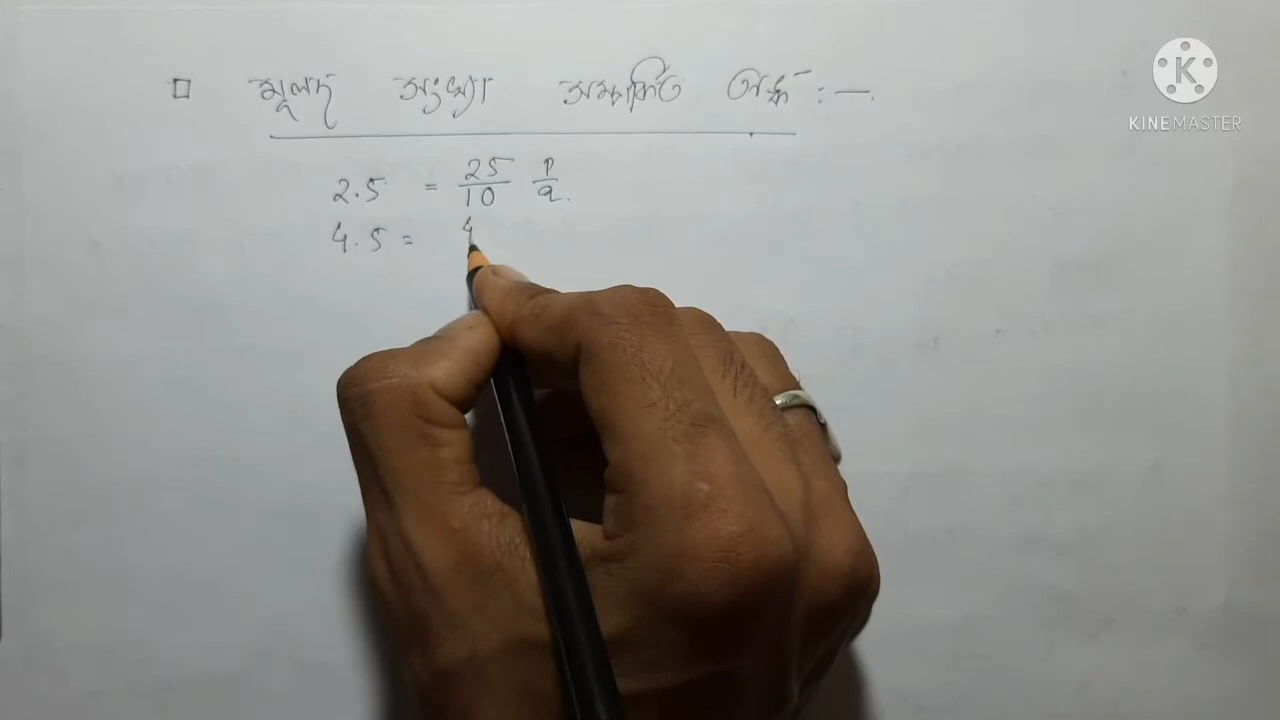 □ মূলদ সংখ্যা সম্পর্কিত অঙ্ক :—
2.5 = 25/10 p/q.
4.5 = 4
K
KINEMASTER